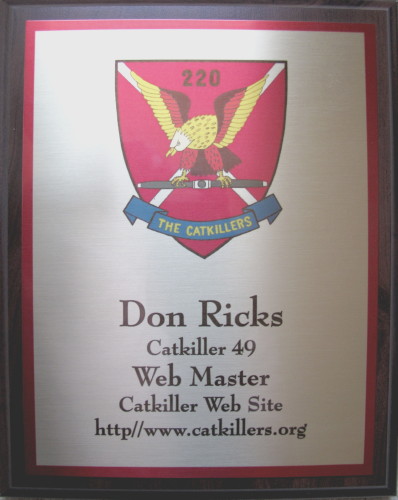 220
THE CATKILLERS
Don Ricks
Catkiller 49
Web Master
Catkiller Web Site
http//www.catkillers.org